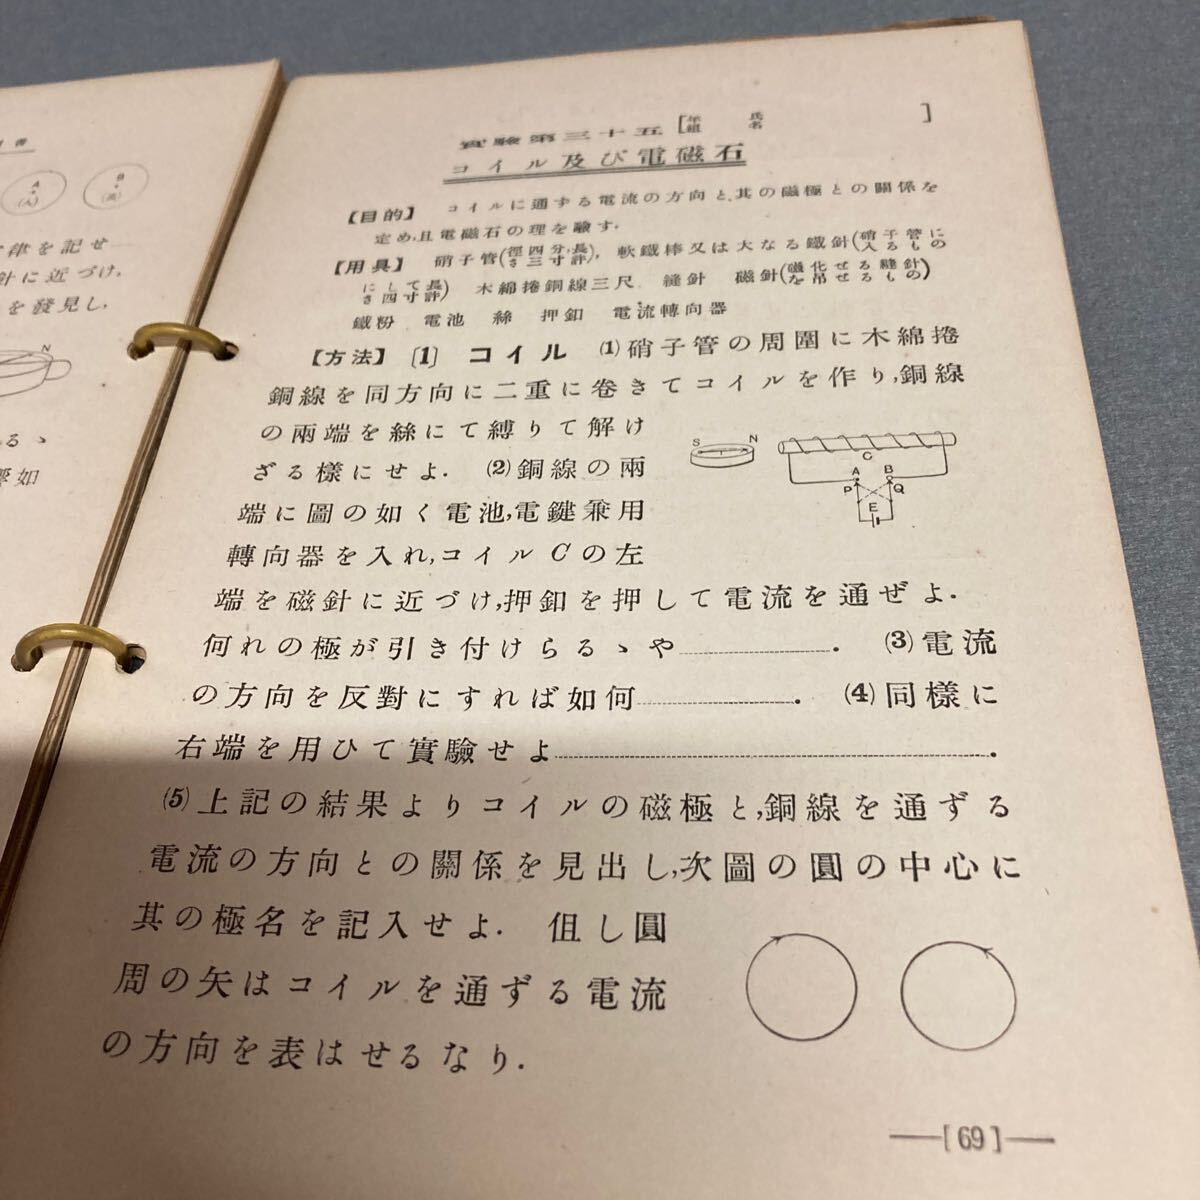 實驗第三十五 [年組 氏名 ]
コイル及び電磁石
【目的】 コイルに通ずる電流の方向と、其の磁極との關係を
定め、且電磁石の理を驗す.
【用具】 硝子管(徑四分,長さ三寸許), 軟鐵棒又は大なる鐵針(硝子管に入るもの
にして長さ四寸許) 木綿捲銅線三尺 縫針 磁針(磁化せる縫針を吊せるもの)
鐵粉 電池 絲 押釦 電流轉向器
【方法】 [1] コイル (1)硝子管の周圍に木綿捲
銅線を同方向に二重に卷きてコイルを作り,銅線
の兩端を絲にて縛りて解け
ざる樣にせよ. (2)銅線の兩
端に圖の如く電池,電鍵兼用
轉向器を入れ,コイルCの左
端を磁針に近づけ,押釦を押して電流を通ぜよ.
何れの極が引き付けらるゝや. (3)電流
の方向を反對にすれば如何. (4)同樣に
右端を用ひて實驗せよ.
(5)上記の結果よりコイルの磁極と,銅線を通ずる
電流の方向との關係を見出し,次圖の圓の中心に
其の極名を記入せよ. 但し圓
周の矢はコイルを通ずる電流
の方向を表はせるなり.
S N
C
A B
P Q
E
[69]
書
A B
律を記せ
針に近づけ,
を發見し,
N
るゝ
如